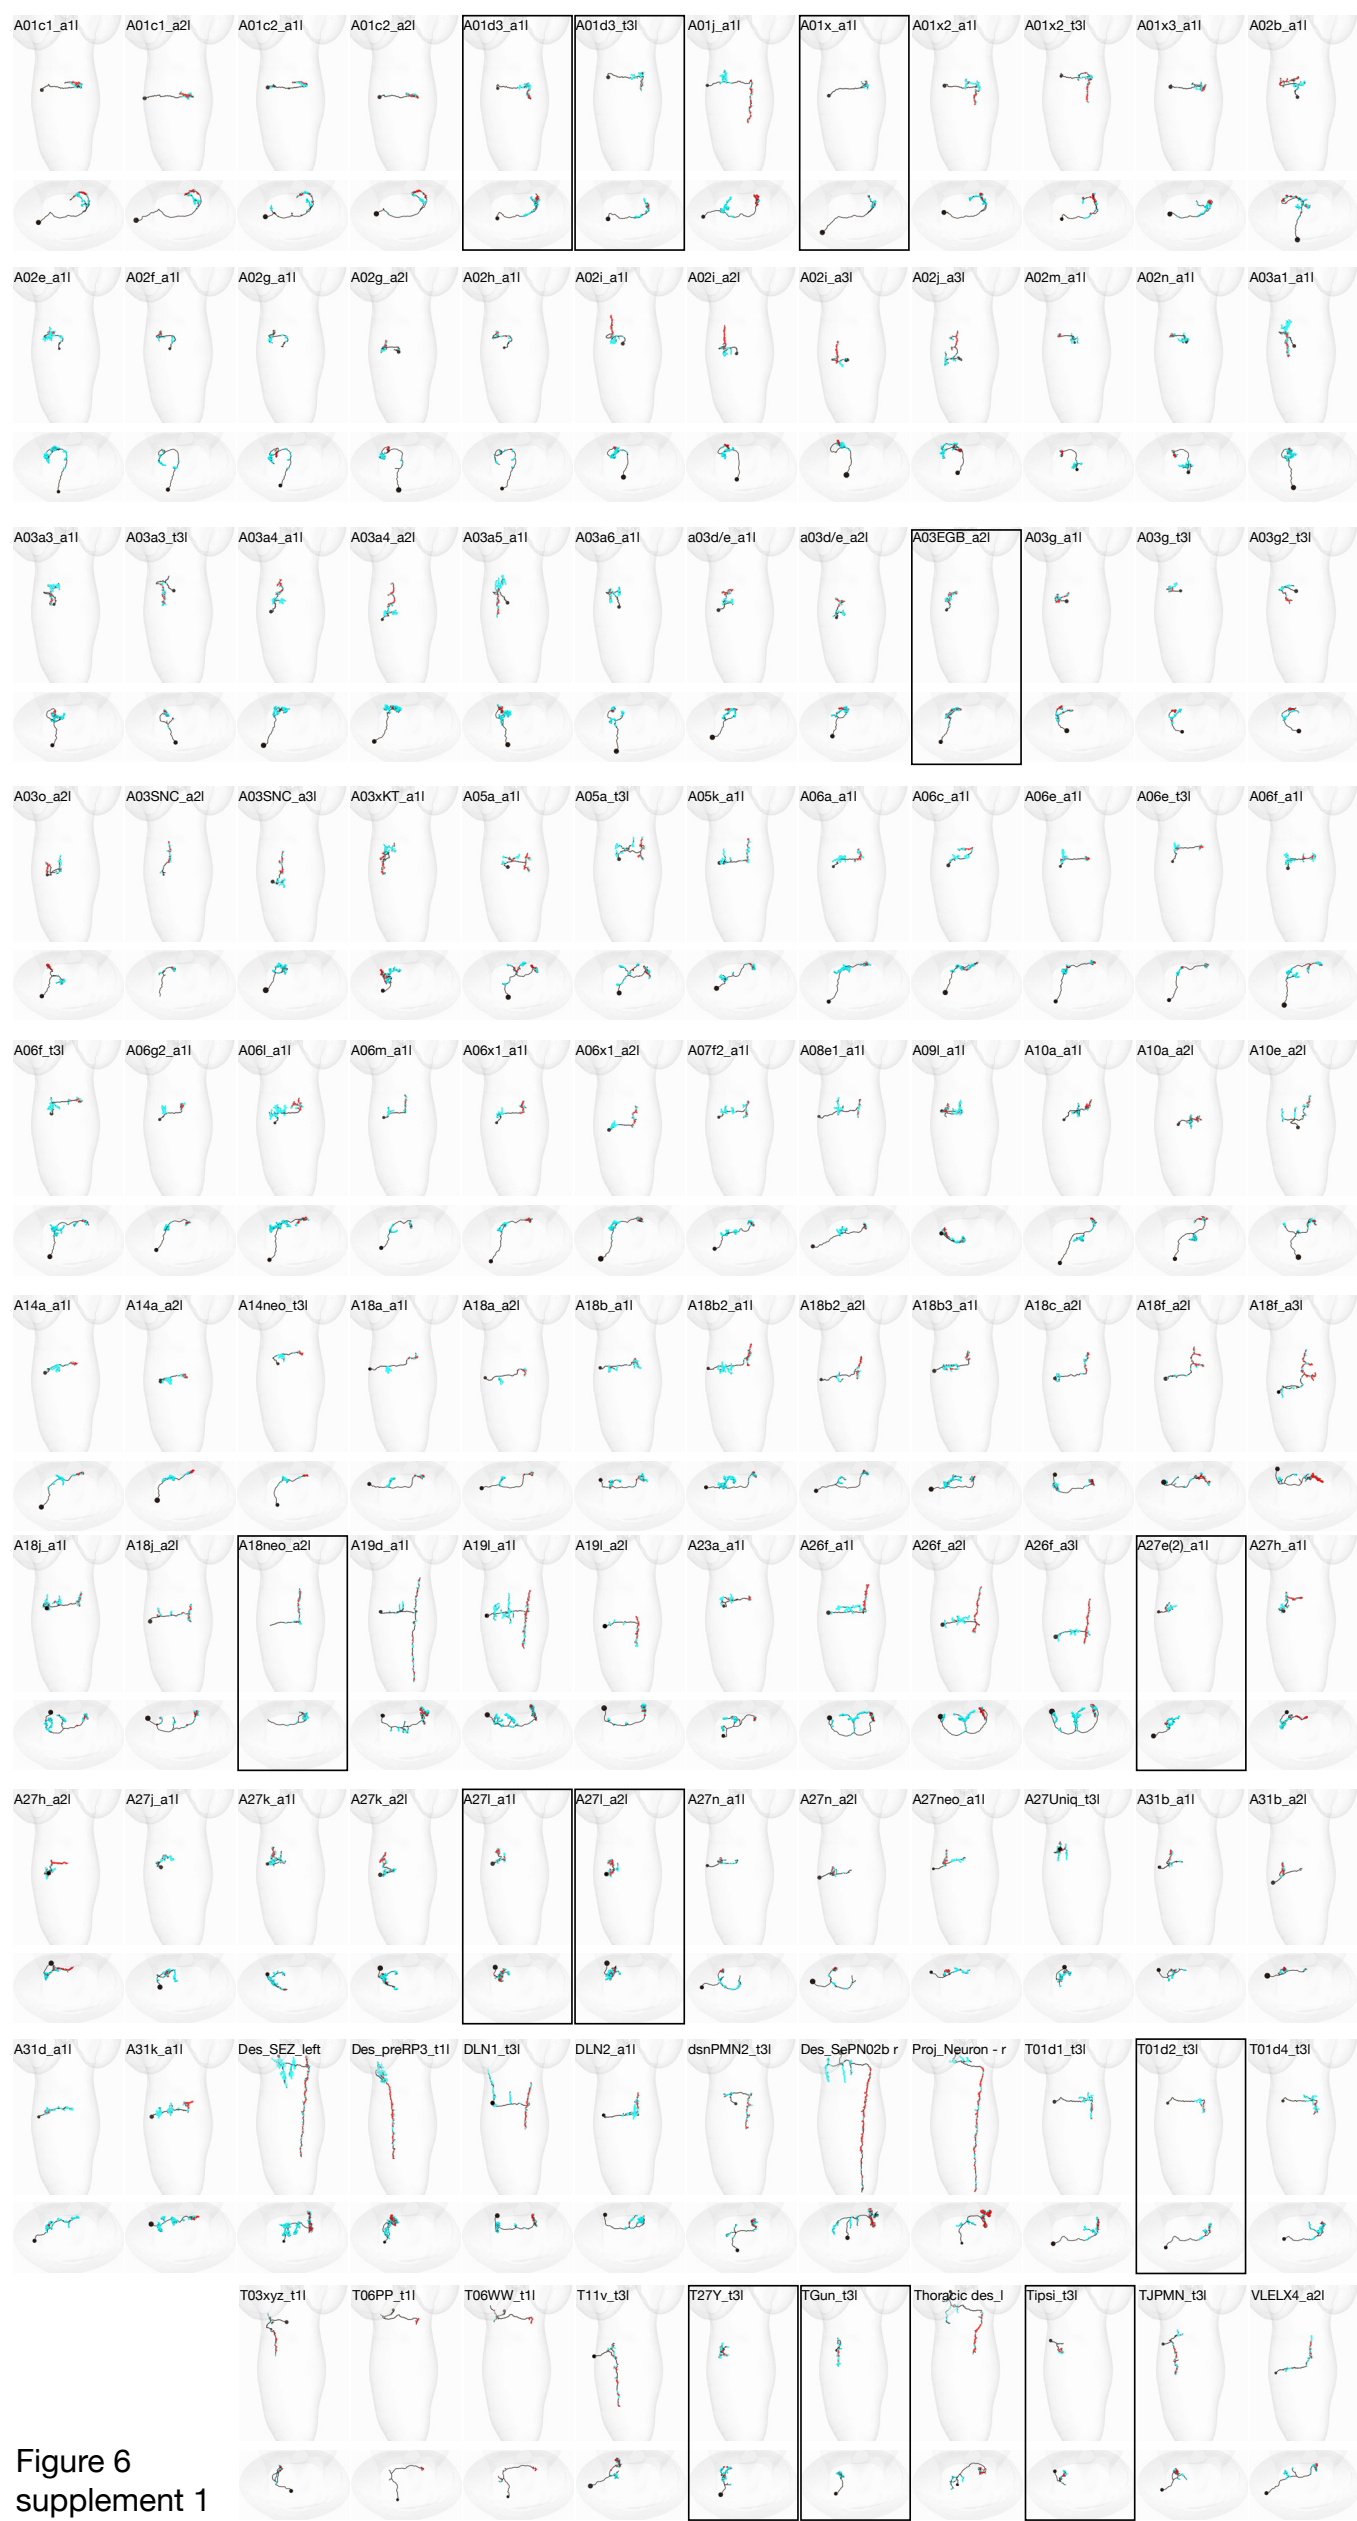 A01c1_a1l A01c1_a2l A01c2_a1l A01c2_a2l A01d3_a1l A01d3_t3l A01j_a1l A01x_a1l A01x2_a1l A01x2_t3l A01x3_a1l A02b_a1l
A02e_a1l A02f_a1l A02g_a1l A02g_a2l A02h_a1l A02i_a1l A02i_a2l A02i_a3l A02j_a3l A02m_a1l A02n_a1l A03a1_a1l
A03a3_a1l A03a3_t3l A03a4_a1l A03a4_a2l A03a5_a1l A03a6_a1l a03d/e_a1l a03d/e_a2l A03EGB_a2l A03g_a1l A03g_t3l A03g2_t3l
A03o_a2l A03SNC_a2l A03SNC_a3l A03xKT_a1l A05a_a1l A05a_t3l A05k_a1l A06a_a1l A06c_a1l A06e_a1l A06e_t3l A06f_a1l
A06f_t3l A06g2_a1l A06l_a1l A06m_a1l A06x1_a1l A06x1_a2l A07f2_a1l A08e1_a1l A09l_a1l A10a_a1l A10a_a2l A10e_a2l
A14a_a1l A14a_a2l A14neo_t3l A18a_a1l A18a_a2l A18b_a1l A18b2_a1l A18b2_a2l A18b3_a1l A18c_a2l A18f_a2l A18f_a3l
A18j_a1l A18j_a2l A18neo_a2l A19d_a1l A19l_a1l A19l_a2l A23a_a1l A26f_a1l A26f_a2l A26f_a3l A27e(2)_a1l A27h_a1l
A27h_a2l A27j_a1l A27k_a1l A27k_a2l A27l_a1l A27l_a2l A27n_a1l A27n_a2l A27neo_a1l A27Uniq_t3l A31b_a1l A31b_a2l
A31d_a1l A31k_a1l Des_SEZ_left Des_preRP3_t1l DLN1_t3l DLN2_a1l dsnPMN2_t3l Des_SePN02b r Proj_Neuron - r T01d1_t3l T01d2_t3l T01d4_t3l
T03xyz_t1l T06PP_t1l T06WW_t1l T11v_t3l T27Y_t3l TGun_t3l Thoracic des_l Tipsi_t3l TJPMN_t3l VLELX4_a2l
Figure 6
supplement 1